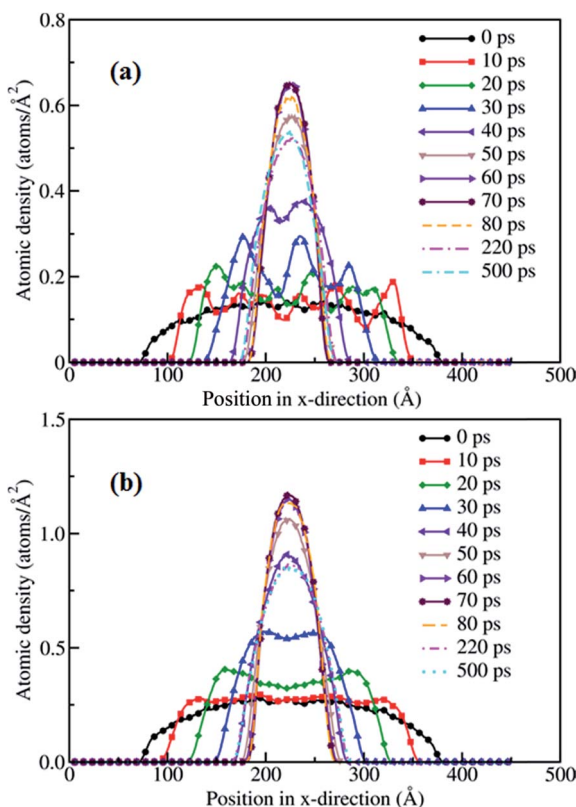 0.8
(a)
0.6
0.4
0.2
0
Atomic density (atoms/Å²)
0 ps
10 ps
20 ps
30 ps
40 ps
50 ps
60 ps
70 ps
80 ps
220 ps
500 ps
0 100 200 300 400 500
Position in x-direction (Å)
1.5
(b)
1.0
0.5
0.0
Atomic density (atoms/Å²)
0 ps
10 ps
20 ps
30 ps
40 ps
50 ps
60 ps
70 ps
80 ps
220 ps
500 ps
0 100 200 300 400 500
Position in x-direction (Å)